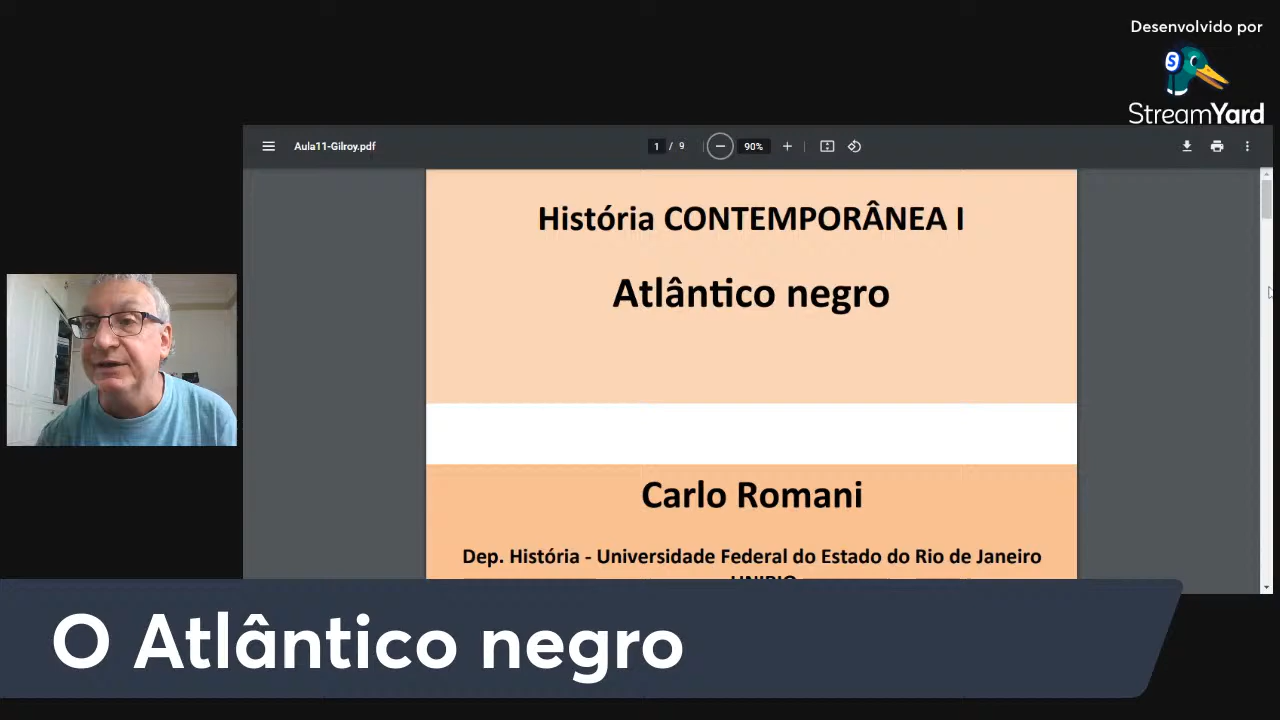 Desenvolvido por
StreamYard
Aula11-Gilroy.pdf
1 / 9
90%
História CONTEMPORÂNEA I
Atlântico negro
Carlo Romani
Dep. História - Universidade Federal do Estado do Rio de Janeiro
O Atlântico negro